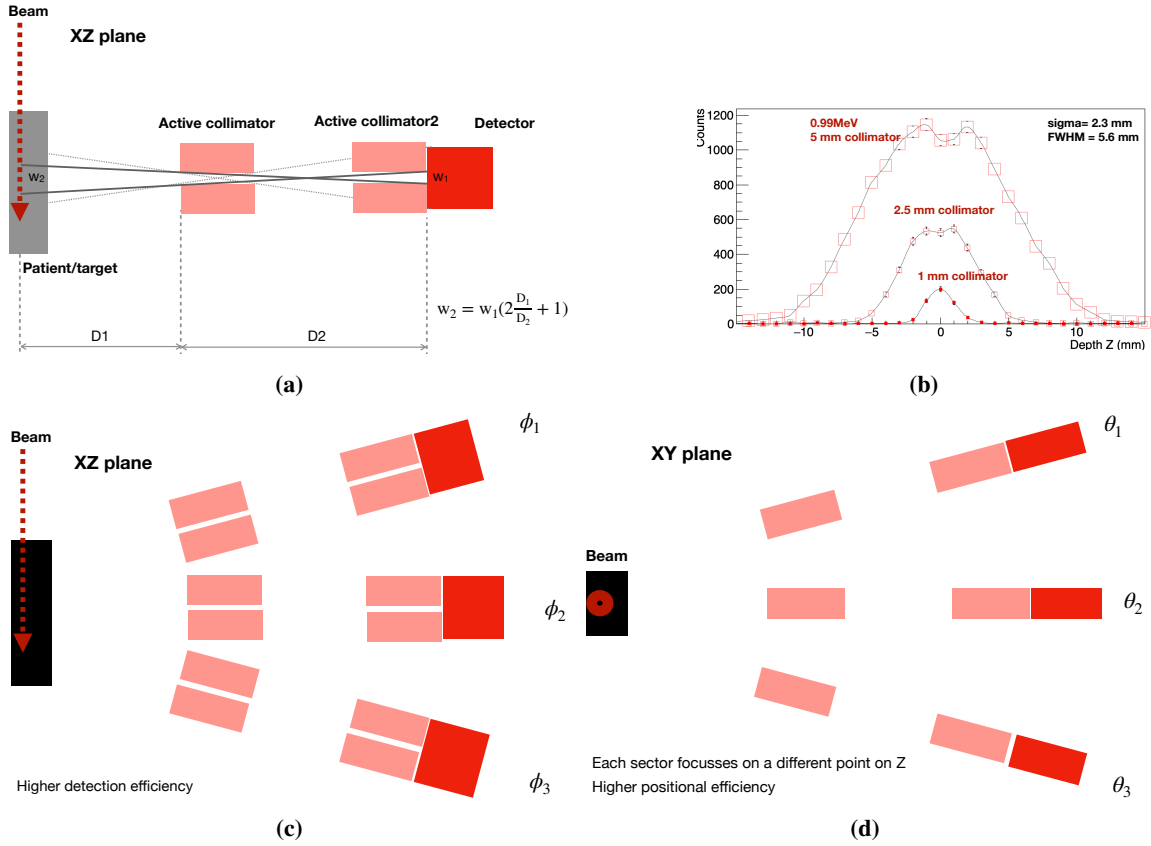 Beam
XZ plane
Active collimator
Active collimator2
Detector
w₂
w₁
Patient/target
w₂ = w₁(2 D₁/D₂ + 1)
D1
D2
(a)
Counts
1200
1000
800
600
400
200
0
0.99MeV
5 mm collimator
sigma= 2.3 mm
FWHM = 5.6 mm
2.5 mm collimator
1 mm collimator
−10
−5
0
5
10
Depth Z (mm)
(b)
Beam
XZ plane
ϕ₁
ϕ₂
ϕ₃
Higher detection efficiency
(c)
XY plane
Beam
θ₁
θ₂
θ₃
Each sector focusses on a different point on Z
Higher positional efficiency
(d)